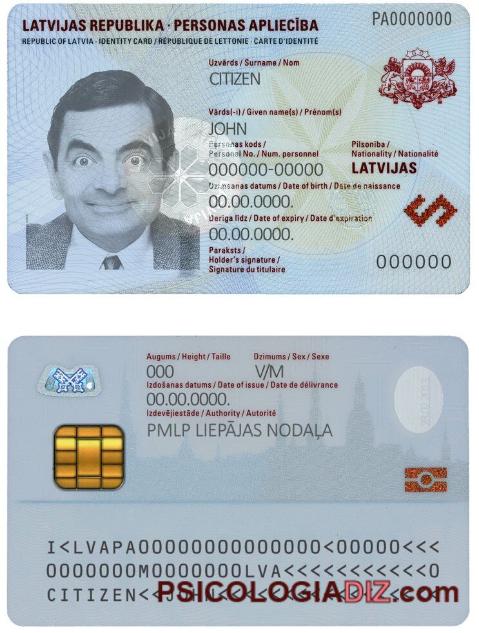 LATVIJAS REPUBLIKA · PERSONAS APLIECĪBA PA0000000
REPUBLIC OF LATVIA · IDENTITY CARD / RÉPUBLIQUE DE LETTONIE · CARTE D'IDENTITÉ
Uzvārds / Surname / Nom
CITIZEN
Vārds(-i) / Given name(s) / Prénom(s)
JOHN
Personas kods /
Personal No. / Num. personnel
000000-00000
Pilsonība /
Nationality / Nationalité
LATVIJAS
Dzimšanas datums / Date of birth / Date de naissance
00.00.0000.
Derīga līdz / Date of expiry / Date d'expiration
00.00.0000.
Paraksts /
Holder's signature /
Signature du titulaire
000000
Augums / Height / Taille Dzimums / Sex / Sexe
000 V/M
Izdošanas datums / Date of issue / Date de délivrance
00.00.0000.
Izdevējiestāde / Authority / Autorité
PMLP LIEPĀJAS NODAĻA
I<LVAPA0000000000000000<00000<<<
0000000M0000000LVA<<<<<<<<<<<0
CITIZEN<<JOHN<<
PSICOLOGIADIZ.com